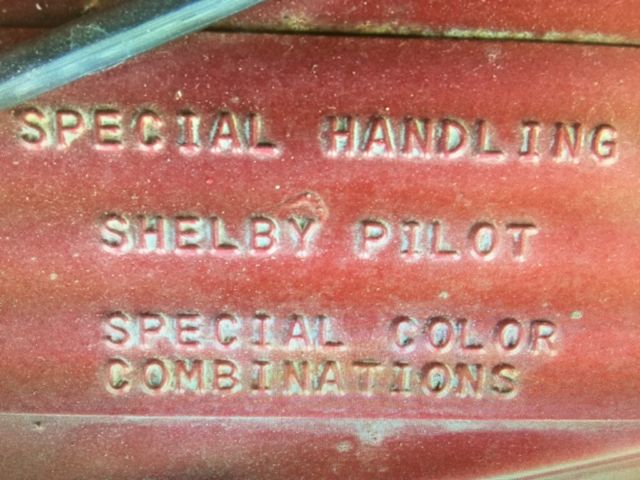 SPECIAL HANDLING
SHELBY PILOT
SPECIAL COLOR
COMBINATIONS